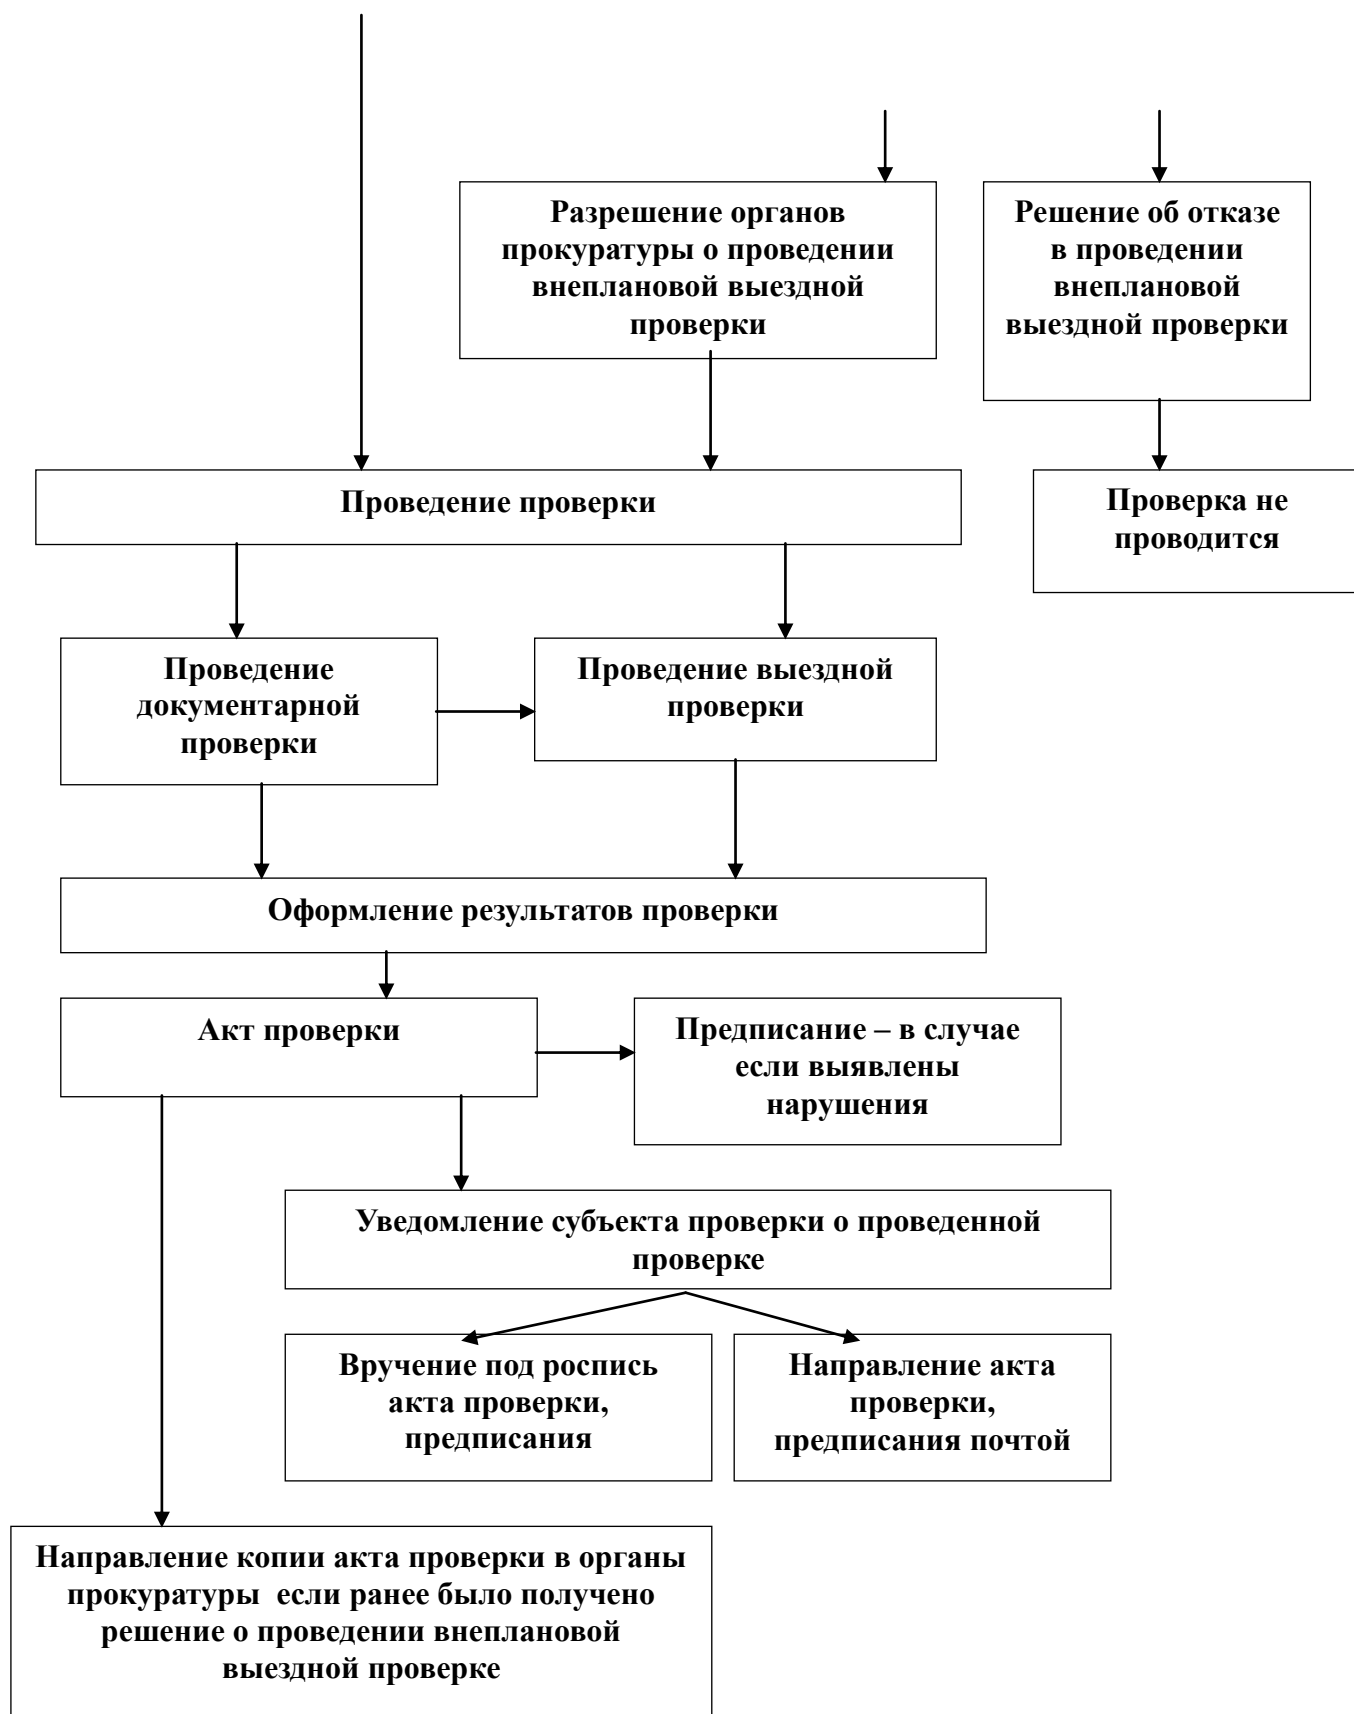 Разрешение органов
прокуратуры о проведении
внеплановой выездной
проверки
Решение об отказе
в проведении
внеплановой
выездной проверки
Проведение проверки
Проверка не
проводится
Проведение
документарной
проверки
Проведение выездной
проверки
Оформление результатов проверки
Акт проверки
Предписание – в случае
если выявлены
нарушения
Уведомление субъекта проверки о проведенной
проверке
Вручение под роспись
акта проверки,
предписания
Направление акта
проверки,
предписания почтой
Направление копии акта проверки в органы
прокуратуры  если ранее было получено
решение о проведении внеплановой
выездной проверке